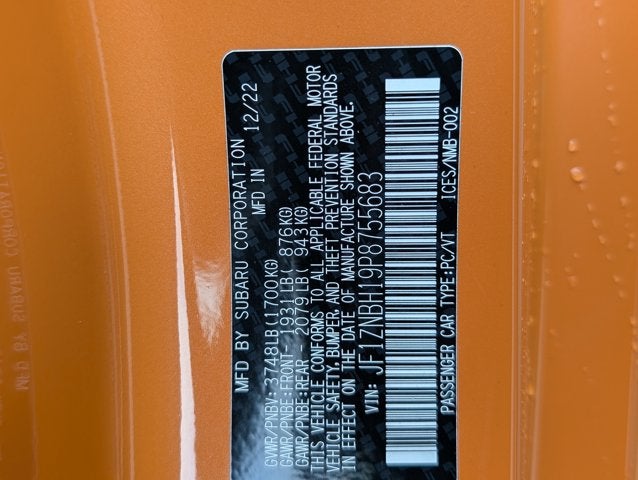 MFD BY SUBARU CORPORATION 12/22
MFD IN
GVWR/PNBV:3748LB(1700KG)
GAWR/PNBE:FRONT 1931LB( 876KG)
GAWR/PNBE:REAR 2079LB( 943KG)
THIS VEHICLE CONFORMS TO ALL APPLICABLE FEDERAL MOTOR
VEHICLE SAFETY, BUMPER, AND THEFT PREVENTION STANDARDS
IN EFFECT ON THE DATE OF MANUFACTURE SHOWN ABOVE.
VIN: JF1ZNBH19P8755683
PASSENGER CAR TYPE:PC/VT ICES/NMB-002